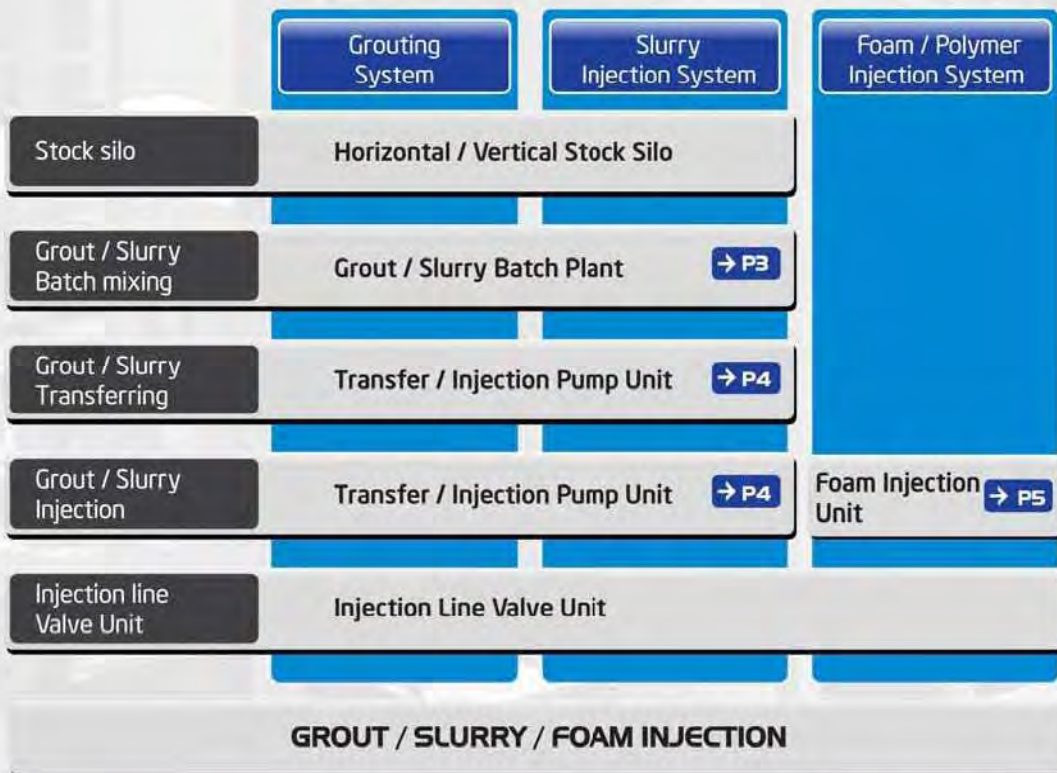 Grouting
System
Slurry
Injection System
Foam / Polymer
Injection System
Stock silo
Horizontal / Vertical Stock Silo
Grout / Slurry
Batch mixing
Grout / Slurry Batch Plant
→ P3
Grout / Slurry
Transferring
Transfer / Injection Pump Unit
→ P4
Grout / Slurry
Injection
Transfer / Injection Pump Unit
→ P4
Foam Injection
Unit
→ P5
Injection line
Valve Unit
Injection Line Valve Unit
GROUT / SLURRY / FOAM INJECTION